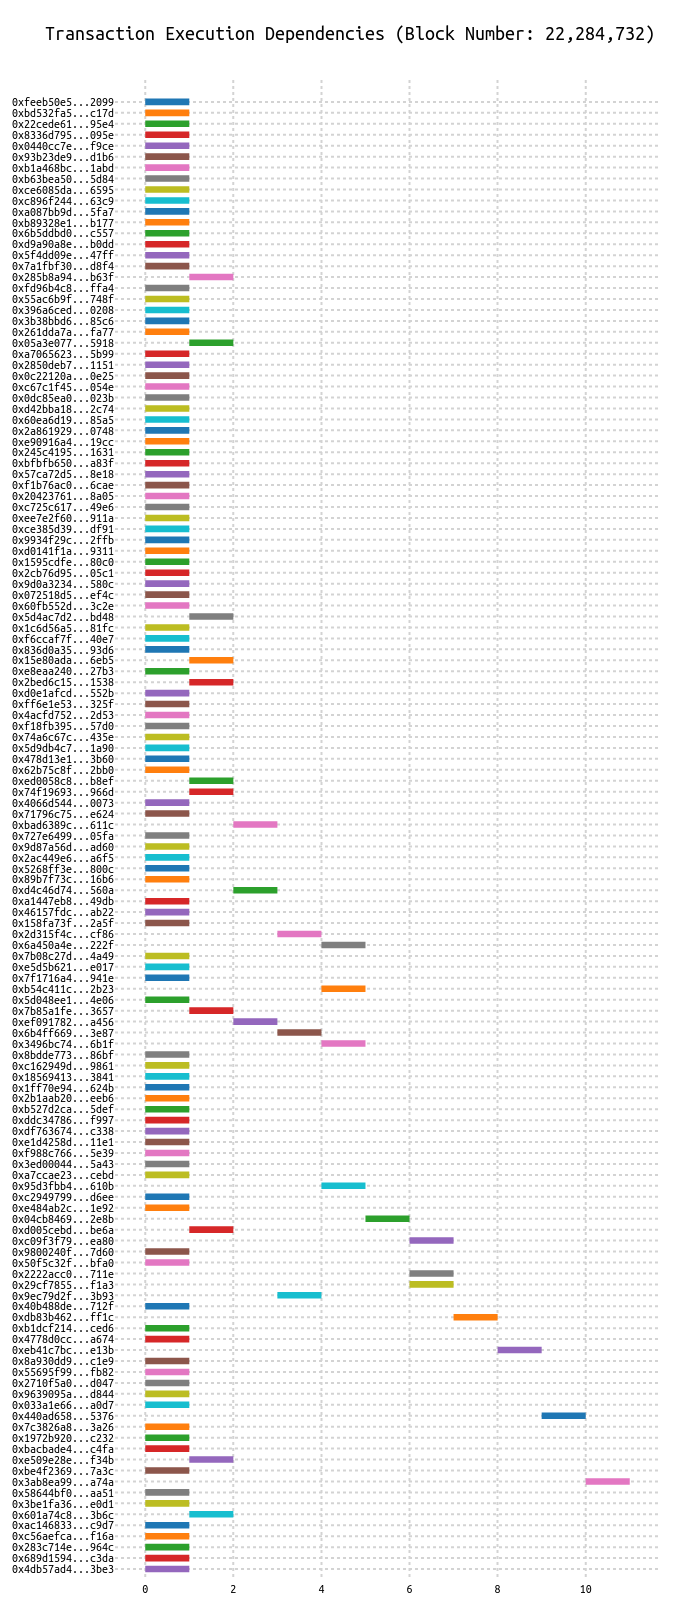 Transaction Execution Dependencies (Block Number: 22,284,732)
0xfeeb50e5...2099
0xbd532fa5...c17d
0x22cede61...95e4
0x8336d795...095e
0x0440cc7e...f9ce
0x93b23de9...d1b6
0xb1a468bc...1abd
0xb63bea50...5d84
0xce6085da...6595
0xc896f244...63c9
0xa087bb9d...5fa7
0xb89328e1...b177
0x6b5ddbd0...c557
0xd9a90a8e...b0dd
0x5f4dd09e...47ff
0x7a1fbf30...d8f4
0x285b8a94...b63f
0xfd96b4c8...ffa4
0x55ac6b9f...748f
0x396a6ced...0208
0x3b38bbd6...85c6
0x261dda7a...fa77
0x05a3e077...5918
0xa7065623...5b99
0x2850deb7...1151
0x0c22120a...0e25
0xc67c1f45...054e
0x0dc85ea0...023b
0xd42bba18...2c74
0x60ea6d19...85a5
0x2a861929...0748
0xe90916a4...19cc
0x245c4195...1631
0xbfbfb650...a83f
0x57ca72d5...8e18
0xf1b76ac0...6cae
0x20423761...8a05
0xc725c617...49e6
0xee7e2f60...911a
0xce385d39...df91
0x9934f29c...2ffb
0xd0141f1a...9311
0x1595cdfe...80c0
0x2cb76d95...05c1
0x9d0a3234...580c
0x072518d5...ef4c
0x60fb552d...3c2e
0x5d4ac7d2...bd48
0x1c6d56a5...81fc
0xf6ccaf7f...40e7
0x836d0a35...93d6
0x15e80ada...6eb5
0xe8eaa240...27b3
0x2bed6c15...1538
0xd0e1afcd...552b
0xff6e1e53...325f
0x4acfd752...2d53
0xf18fb395...57d0
0x74a6c67c...435e
0x5d9db4c7...1a90
0x478d13e1...3b60
0x62b75c8f...2bb0
0xed0058c8...b8ef
0x74f19693...966d
0x4066d544...0073
0x71796c75...e624
0xbad6389c...611c
0x727e6499...05fa
0x9d87a56d...ad60
0x2ac449e6...a6f5
0x5268ff3e...800c
0x89b7f73c...16b6
0xd4c46d74...560a
0xa1447eb8...49db
0x46157fdc...ab22
0x158fa73f...2a5f
0x2d315f4c...cf86
0x6a450a4e...222f
0x7b08c27d...4a49
0xe5d5b621...e017
0x7f1716a4...941e
0xb54c411c...2b23
0x5d048ee1...4e06
0x7b85a1fe...3657
0xef091782...a456
0x6b4ff669...3e87
0x3496bc74...6b1f
0x8bdde773...86bf
0xc162949d...9861
0x18569413...3841
0x1ff70e94...624b
0x2b1aab20...eeb6
0xb527d2ca...5def
0xddc34786...f997
0xdf763674...c338
0xe1d4258d...11e1
0xf988c766...5e39
0x3ed00044...5a43
0xa7ccae23...cebd
0x95d3fbb4...610b
0xc2949799...d6ee
0xe484ab2c...1e92
0x04cb8469...2e8b
0xd005cebd...be6a
0xc09f3f79...ea80
0x9800240f...7d60
0x50f5c32f...bfa0
0x2222acc0...711e
0x29cf7855...f1a3
0x9ec79d2f...3b93
0x40b488de...712f
0xdb83b462...ff1c
0xb1dcf214...ced6
0x4778d0cc...a674
0xeb41c7bc...e13b
0x8a930dd9...c1e9
0x55695f99...fb82
0x2710f5a0...d047
0x9639095a...d844
0x033a1e66...a0d7
0x440ad658...5376
0x7c3826a8...3a26
0x1972b920...c232
0xbacbade4...c4fa
0xe509e28e...f34b
0xbe4f2369...7a3c
0x3ab8ea99...a74a
0x58644bf0...aa51
0x3be1fa36...e0d1
0x601a74c8...3b6c
0xac146833...c9d7
0xc56aefca...f16a
0x283c714e...964c
0x689d1594...c3da
0x4db57ad4...3be3
0 2 4 6 8 10